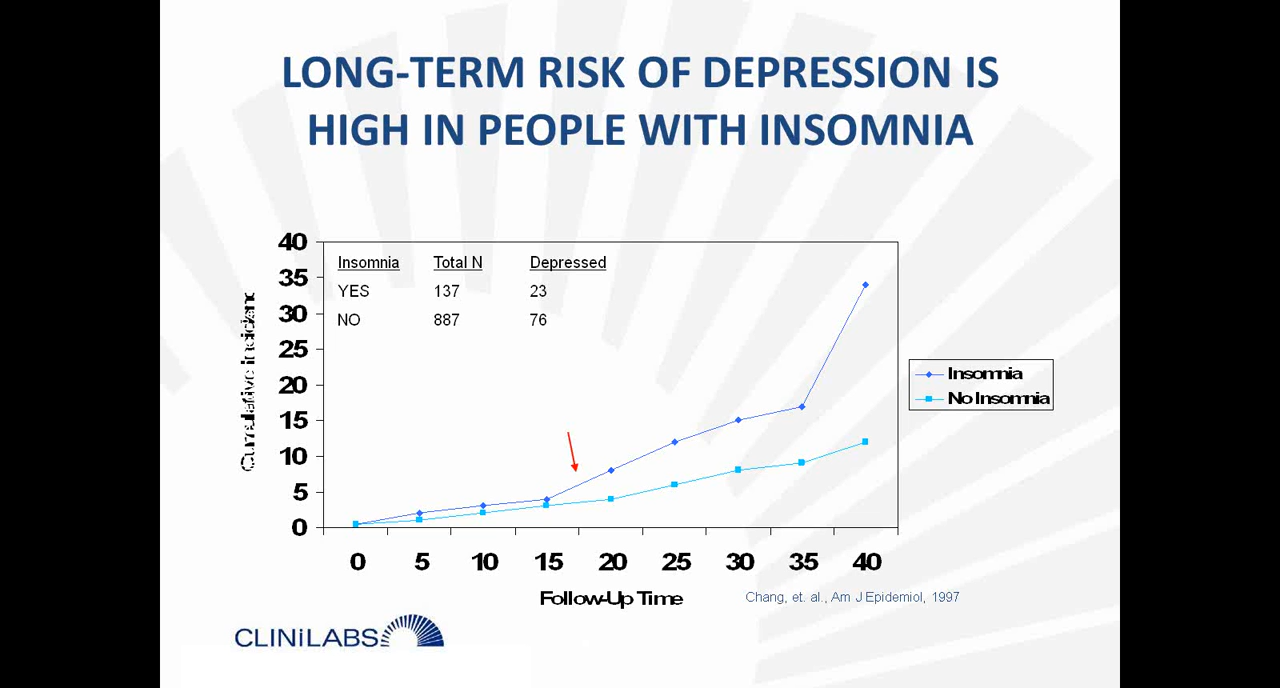 LONG-TERM RISK OF DEPRESSION IS
HIGH IN PEOPLE WITH INSOMNIA
40
35
30
25
20
15
10
5
0
Insomnia Total N Depressed
YES 137 23
NO 887 76
Insomnia
No Insomnia
0 5 10 15 20 25 30 35 40
Follow-Up Time
Chang, et. al., Am J Epidemiol, 1997
CLINiLABS